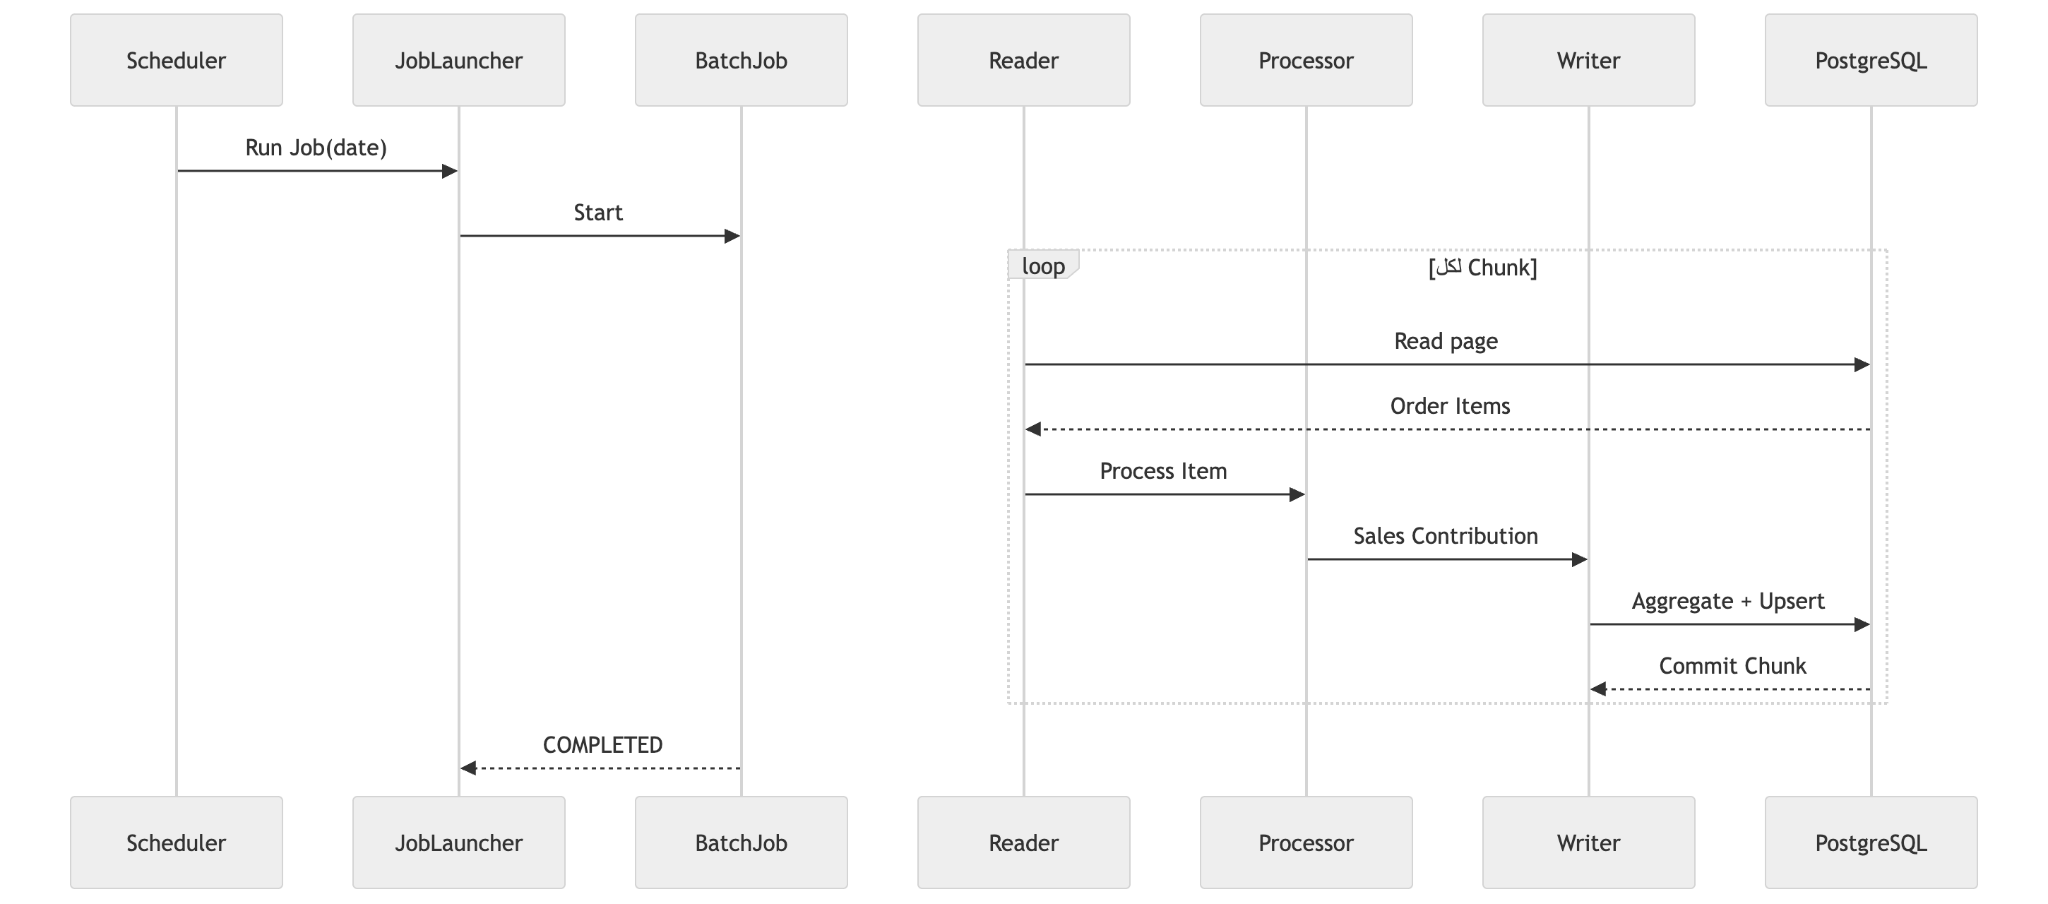 Scheduler
JobLauncher
BatchJob
Reader
Processor
Writer
PostgreSQL
Run Job(date)
Start
loop
[لكل Chunk]
Read page
Order Items
Process Item
Sales Contribution
Aggregate + Upsert
Commit Chunk
COMPLETED
Scheduler
JobLauncher
BatchJob
Reader
Processor
Writer
PostgreSQL